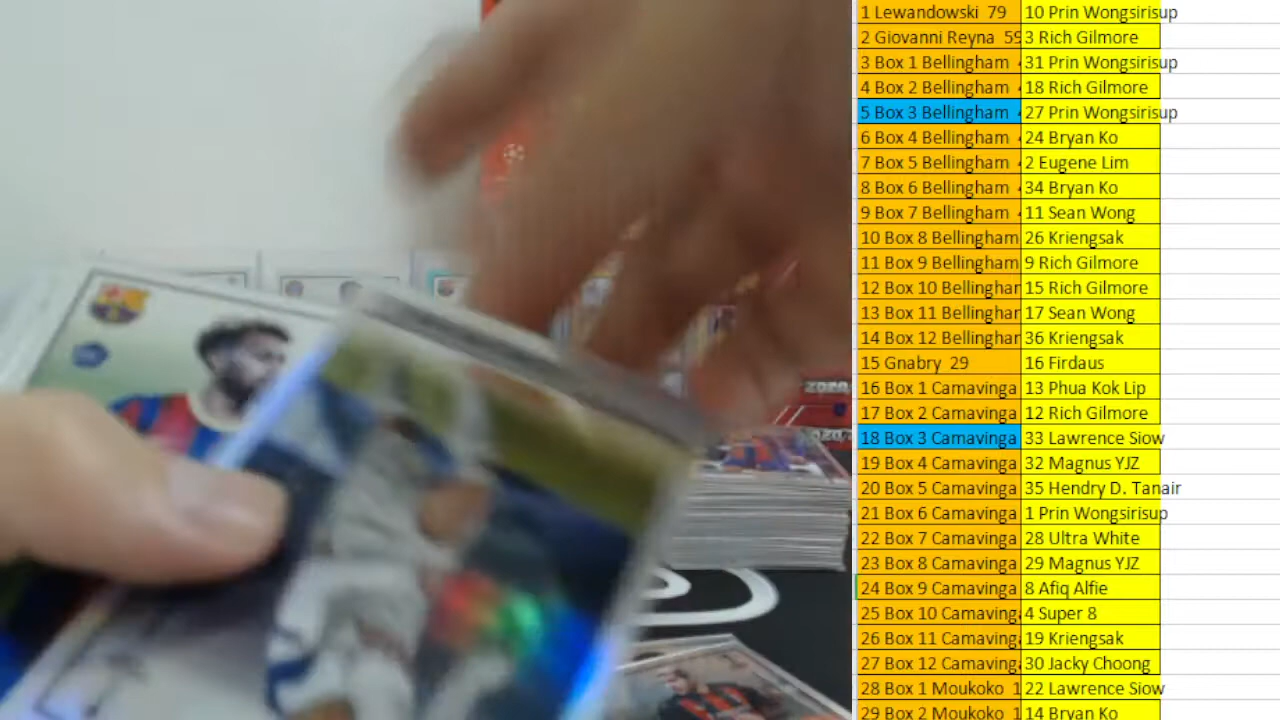 1 Lewandowski 79 10 Prin Wongsirisup
2 Giovanni Reyna 59 3 Rich Gilmore
3 Box 1 Bellingham 31 Prin Wongsirisup
4 Box 2 Bellingham 18 Rich Gilmore
5 Box 3 Bellingham 27 Prin Wongsirisup
6 Box 4 Bellingham 24 Bryan Ko
7 Box 5 Bellingham 2 Eugene Lim
8 Box 6 Bellingham 34 Bryan Ko
9 Box 7 Bellingham 11 Sean Wong
10 Box 8 Bellingham 26 Kriengsak
11 Box 9 Bellingham 9 Rich Gilmore
12 Box 10 Bellinghar 15 Rich Gilmore
13 Box 11 Bellinghar 17 Sean Wong
14 Box 12 Bellinghar 36 Kriengsak
15 Gnabry 29 16 Firdaus
16 Box 1 Camavinga 13 Phua Kok Lip
17 Box 2 Camavinga 12 Rich Gilmore
18 Box 3 Camavinga 33 Lawrence Siow
19 Box 4 Camavinga 32 Magnus YJZ
20 Box 5 Camavinga 35 Hendry D. Tanair
21 Box 6 Camavinga 1 Prin Wongsirisup
22 Box 7 Camavinga 28 Ultra White
23 Box 8 Camavinga 29 Magnus YJZ
24 Box 9 Camavinga 8 Afiq Alfie
25 Box 10 Camavinga 4 Super 8
26 Box 11 Camavinga 19 Kriengsak
27 Box 12 Camavinga 30 Jacky Choong
28 Box 1 Moukoko 1 22 Lawrence Siow
29 Box 2 Moukoko 1 14 Bryan Ko